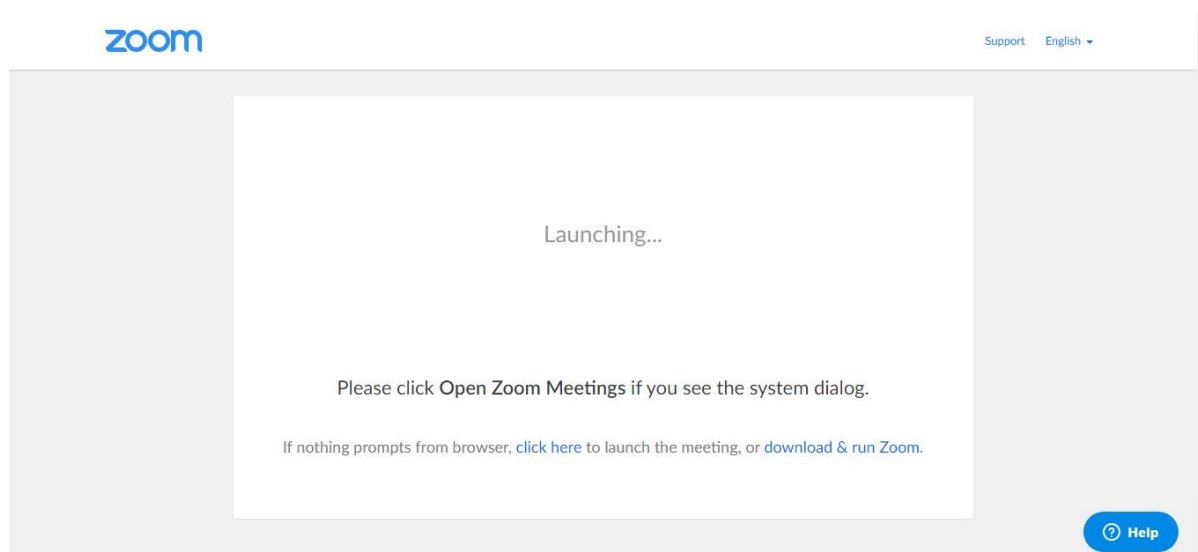 zoom
Support English
Launching...
Please click Open Zoom Meetings if you see the system dialog.
If nothing prompts from browser, click here to launch the meeting, or download & run Zoom.
Help